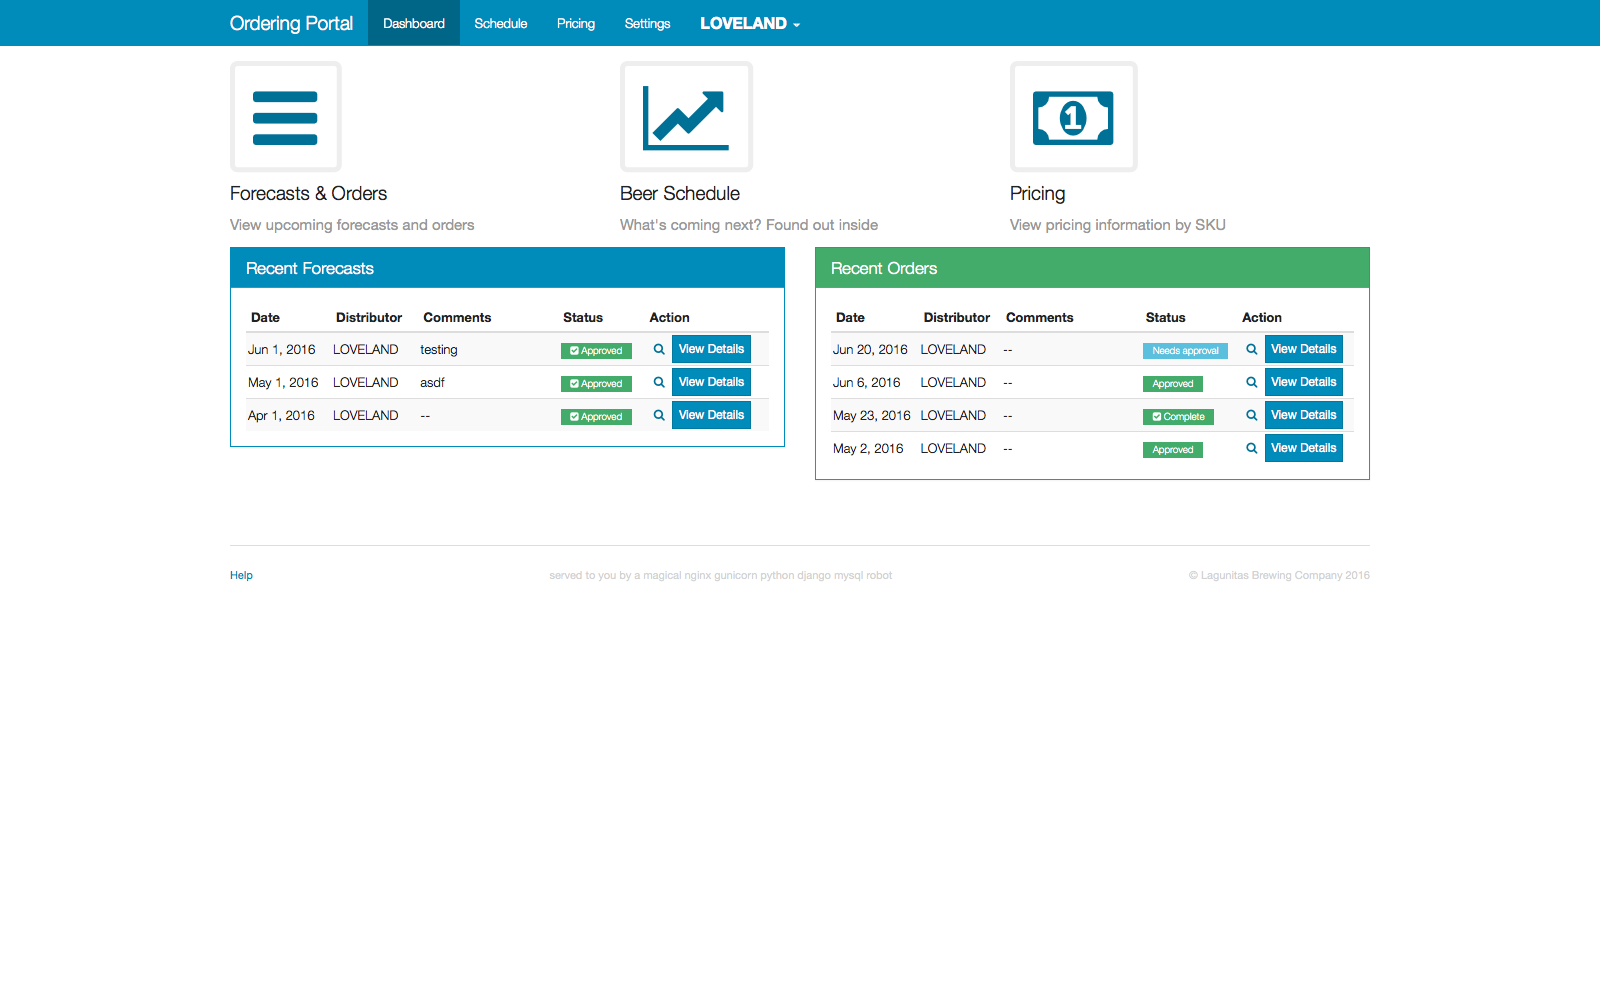 Ordering Portal Dashboard Schedule Pricing Settings LOVELAND
1
Forecasts & Orders
View upcoming forecasts and orders
Beer Schedule
What's coming next? Found out inside
Pricing
View pricing information by SKU
Recent Forecasts
Date Distributor Comments Status Action
Jun 1, 2016 LOVELAND testing Approved View Details
May 1, 2016 LOVELAND asdf Approved View Details
Apr 1, 2016 LOVELAND -- Approved View Details
Recent Orders
Date Distributor Comments Status Action
Jun 20, 2016 LOVELAND -- Needs approval View Details
Jun 6, 2016 LOVELAND -- Approved View Details
May 23, 2016 LOVELAND -- Complete View Details
May 2, 2016 LOVELAND -- Approved View Details
Help served to you by a magical nginx gunicorn python django mysql robot © Lagunitas Brewing Company 2016